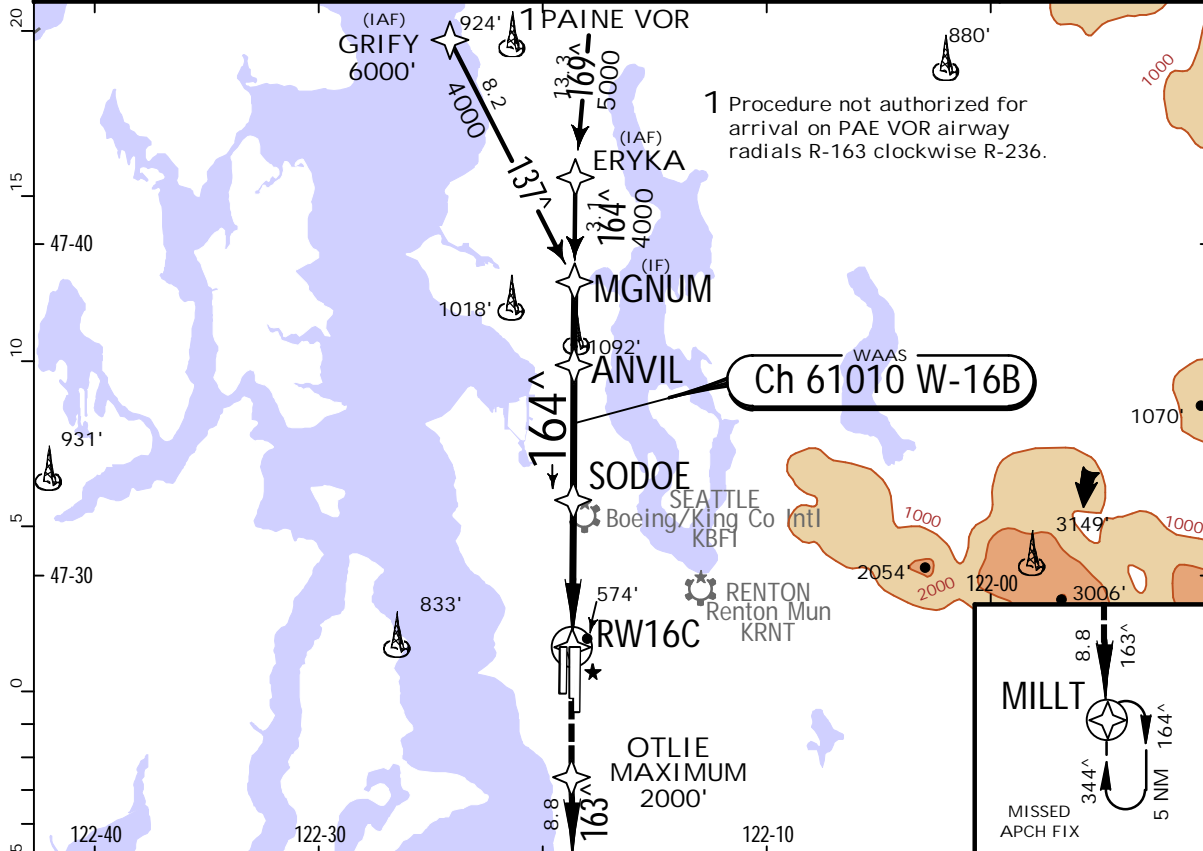 20
(IAF)
GRIFY
6000'
924'
1 PAINE VOR
13.3
169^
5000
880'
1000
1 Procedure not authorized for
arrival on PAE VOR airway
radials R-163 clockwise R-236.
8.2
4000
137^
(IAF)
ERYKA
15
3.1
164^
4000
47-40
(IF)
MGNUM
1018'
1092'
10
ANVIL
WAAS
Ch 61010 W-16B
164^
1070'
931'
SODOE
SEATTLE
Boeing/King Co Intl
KBFI
5
1000
3149'
1000
47-30
2054'
2000
122-00
3006'
RENTON
Renton Mun
KRNT
833'
574'
RW16C
0
8.8
163^
MILLT
164^
344^
5 NM
MISSED
APCH FIX
OTLIE
MAXIMUM
2000'
8.8
163^
122-40
122-30
122-10
5